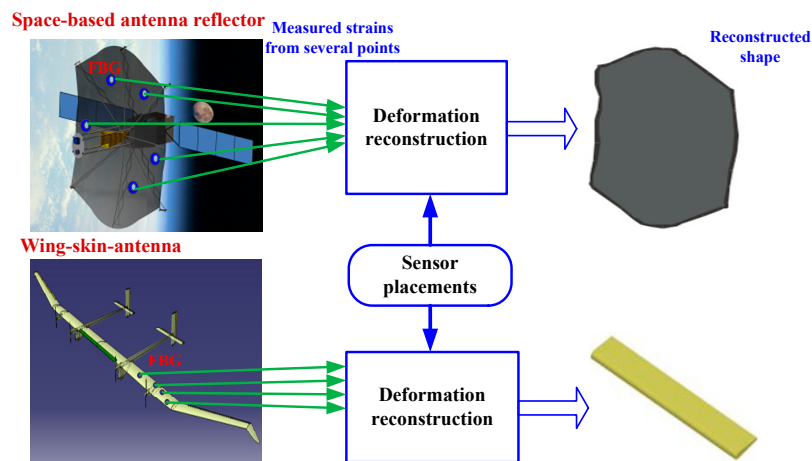 Space-based antenna reflector
Measured strains
from several points
Reconstructed
shape
FBG
Deformation
reconstruction
Wing-skin-antenna
Sensor
placements
FBG
Deformation
reconstruction